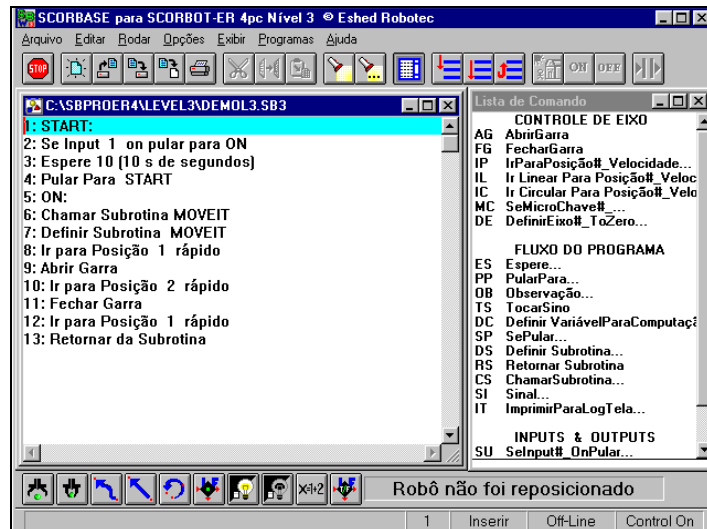 SCORBASE para SCORBOT-ER 4pc Nível 3 © Eshed Robotec
Arquivo Editar Rodar Opções Exibir Programas Ajuda
STOP
ON OFF
C:\SBPROER4\LEVEL3\DEMOL3.SB3
1: START:
2: Se Input 1 on pular para ON
3: Espere 10 (10 s de segundos)
4: Pular Para START
5: ON:
6: Chamar Subrotina MOVEIT
7: Definir Subrotina MOVEIT
8: Ir para Posição 1 rápido
9: Abrir Garra
10: Ir para Posição 2 rápido
11: Fechar Garra
12: Ir para Posição 1 rápido
13: Retornar da Subrotina
Lista de Comando
CONTROLE DE EIXO
AG AbrirGarra
FG FecharGarra
IP IrParaPosição#_Velocidade...
IL Ir Linear Para Posição#_Veloc
IC Ir Circular Para Posição#_Velo
MC SeMicroChave#_...
DE DefinirEixo#_ToZero...
FLUXO DO PROGRAMA
ES Espere...
PP PularPara...
OB Observação...
TS TocarSino
DC Definir VariávelParaComputaçã
SP SePular...
DS Definir Subrotina...
RS Retornar Subrotina
CS ChamarSubrotina...
SI Sinal...
IT ImprimirParaLogTela...
INPUTS & OUTPUTS
SU SeInput#_OnPular...
X=1+2
Robô não foi reposicionado
1 Inserir Off-Line Control On